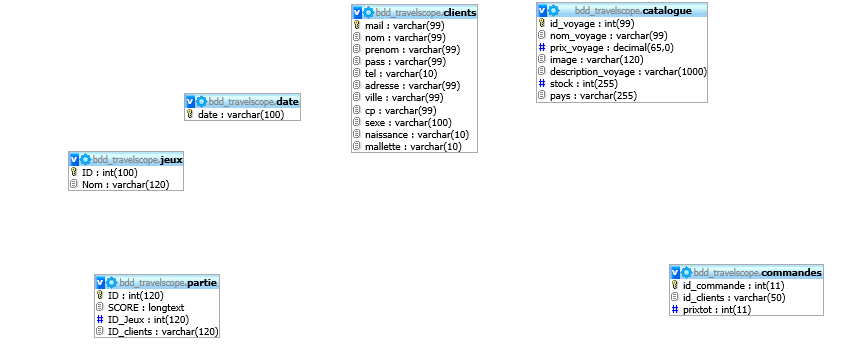 bdd_travelscope.clients
mail : varchar(99)
nom : varchar(99)
prenom : varchar(99)
pass : varchar(99)
tel : varchar(10)
adresse : varchar(99)
ville : varchar(99)
cp : varchar(99)
sexe : varchar(100)
naissance : varchar(10)
mallette : varchar(10)
bdd_travelscope.catalogue
id_voyage : int(99)
nom_voyage : varchar(99)
# prix_voyage : decimal(65,0)
image : varchar(120)
description_voyage : varchar(1000)
# stock : int(255)
pays : varchar(255)
bdd_travelscope.date
date : varchar(100)
bdd_travelscope.jeux
ID : int(100)
Nom : varchar(120)
bdd_travelscope.partie
ID : int(120)
SCORE : longtext
# ID_Jeux : int(120)
ID_clients : varchar(120)
bdd_travelscope.commandes
id_commande : int(11)
id_clients : varchar(50)
# prixtot : int(11)